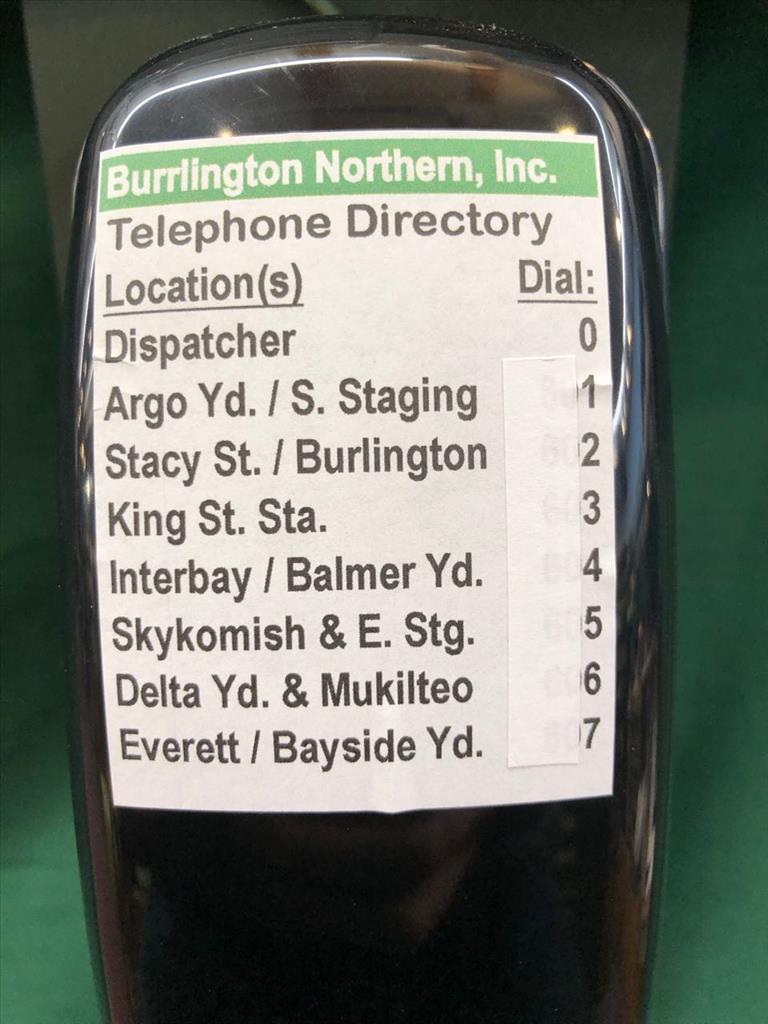 Burrlington Northern, Inc.
Telephone Directory
Location(s) Dial:
Dispatcher 0
Argo Yd. / S. Staging 1
Stacy St. / Burlington 2
King St. Sta. 3
Interbay / Balmer Yd. 4
Skykomish & E. Stg. 5
Delta Yd. & Mukilteo 6
Everett / Bayside Yd. 7